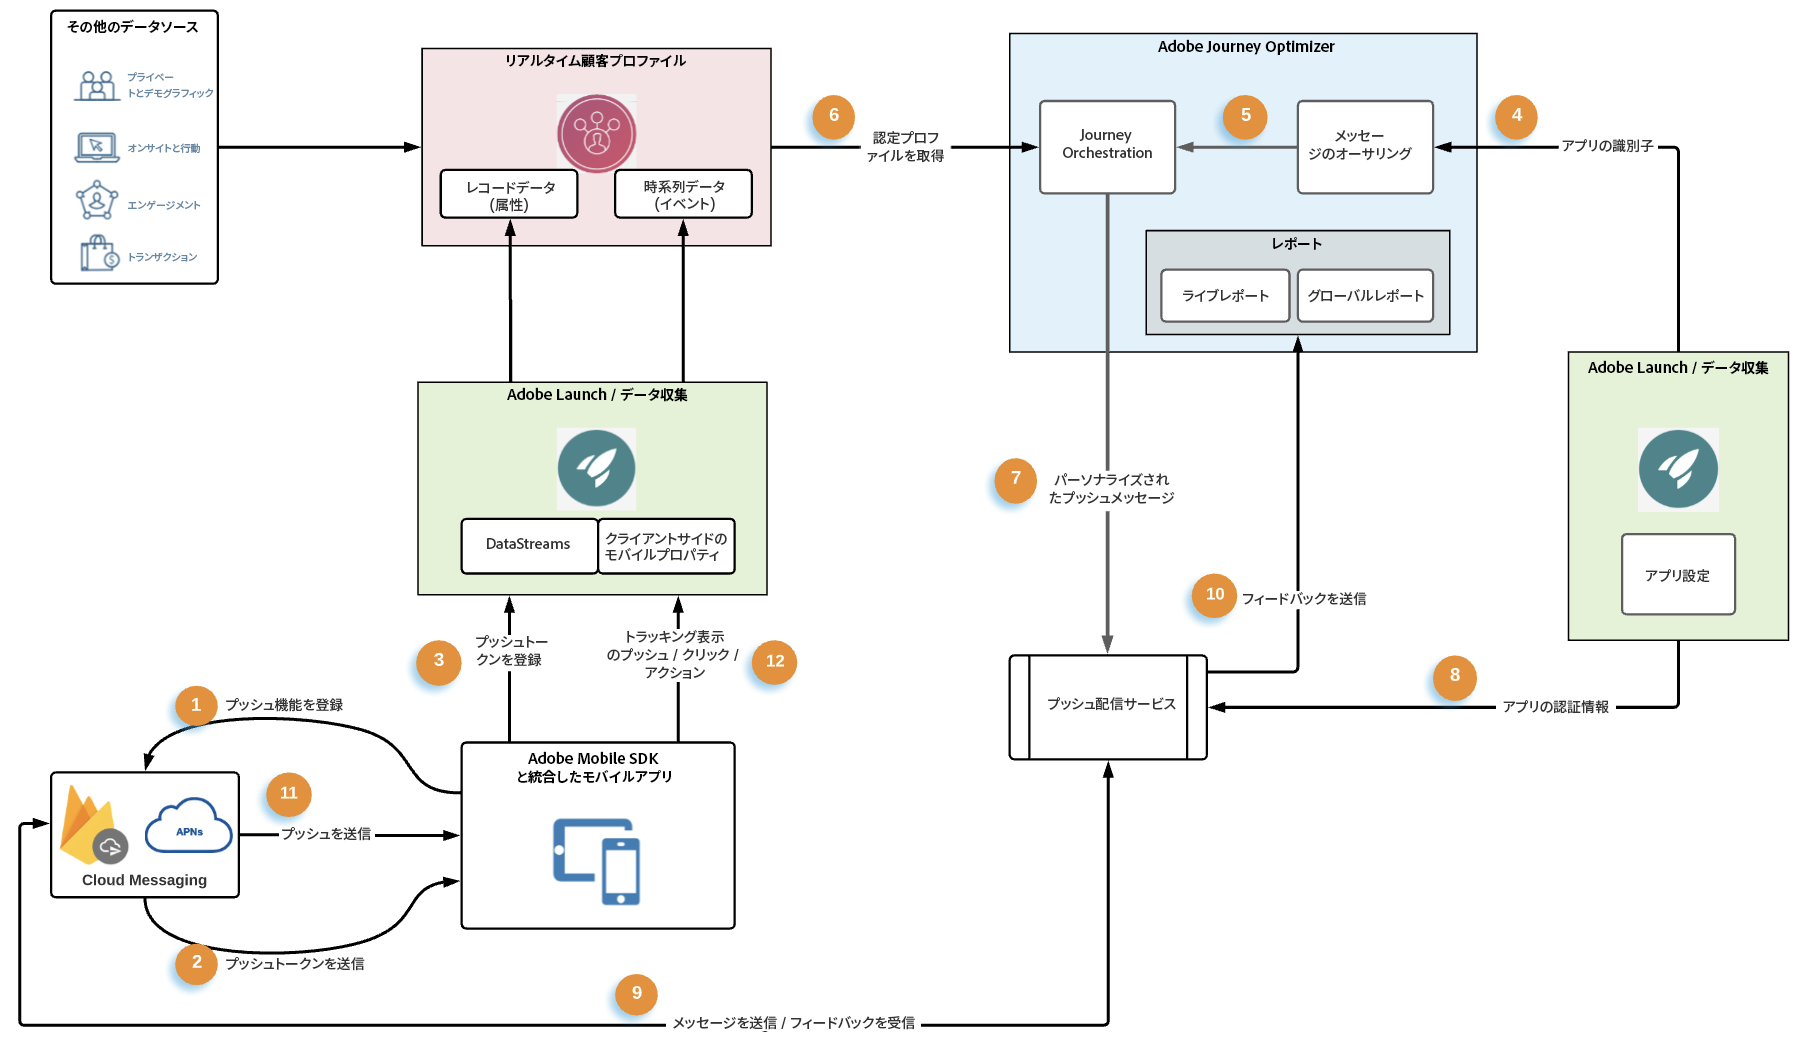 その他のデータソース
プライベー
トとデモグラフィック
オンサイトと行動
エンゲージメント
トランザクション
リアルタイム顧客プロファイル
レコードデータ
(属性)
時系列データ
(イベント)
6
認定プロフ
ァイルを取得
Adobe Journey Optimizer
Journey
Orchestration
5
メッセー
ジのオーサリング
4
アプリの識別子
レポート
ライブレポート
グローバルレポート
Adobe Launch / データ収集
DataStreams
クライアントサイドの
モバイルプロパティ
Adobe Launch / データ収集
アプリ設定
7
パーソナライズされ
たプッシュメッセージ
10
フィードバックを送信
3
プッシュトー
クンを登録
トラッキング表示
のプッシュ / クリック /
アクション
12
8
アプリの認証情報
プッシュ配信サービス
1
プッシュ機能を登録
Adobe Mobile SDK
と統合したモバイルアプリ
11
プッシュを送信
APNs
Cloud Messaging
2
プッシュトークンを送信
9
メッセージを送信 / フィードバックを受信